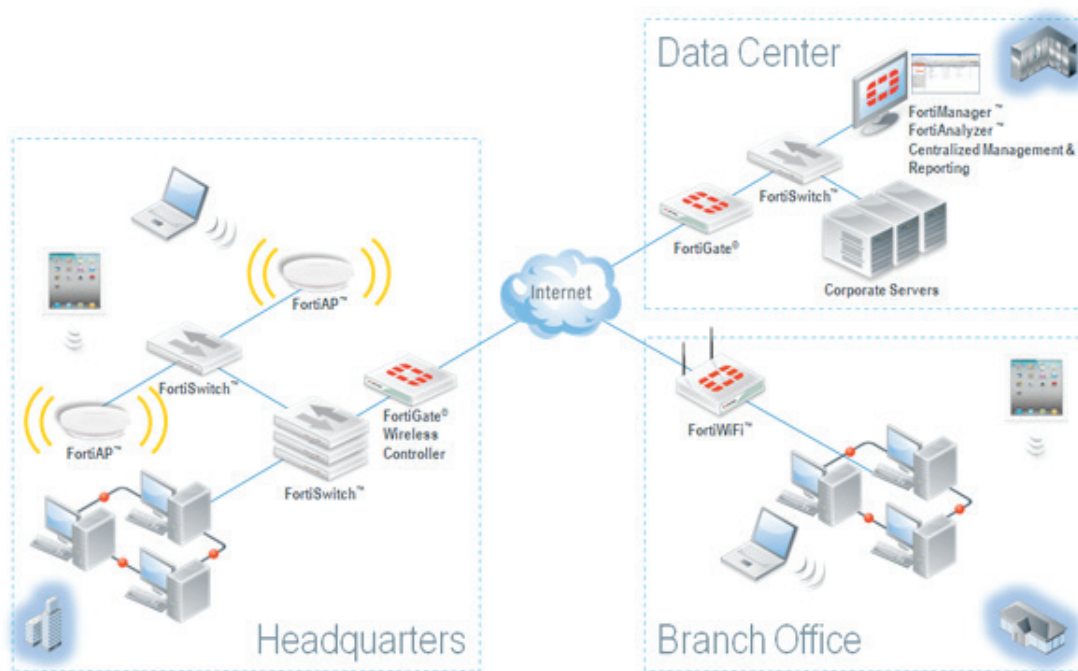 Data Center
FortiManager™
FortiAnalyzer™
Centralized Management &
Reporting
FortiSwitch™
FortiGate®
Corporate Servers
Internet
FortiAP™
FortiSwitch™
FortiAP™
FortiGate®
Wireless
Controller
FortiSwitch™
Headquarters
FortiWiFi™
Branch Office